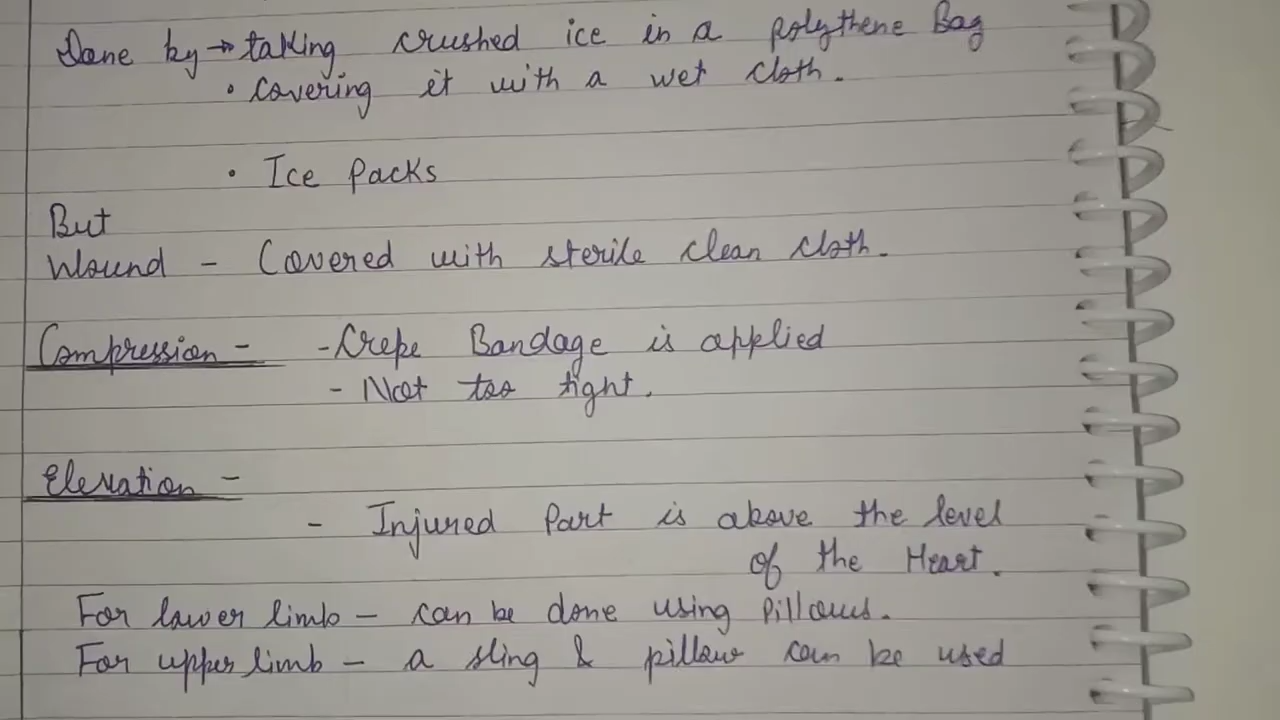 Done by → taking crushed ice in a polythene Bag
• Covering it with a wet cloth.
• Ice Packs
But
Wound - Covered with sterile clean cloth.
Compression - - Crepe Bandage is applied
- Not too tight.
Elevation -
- Injured Part is above the level
of the Heart.
For lower limb - can be done using Pillows.
For upper limb - a sling & pillow can be used